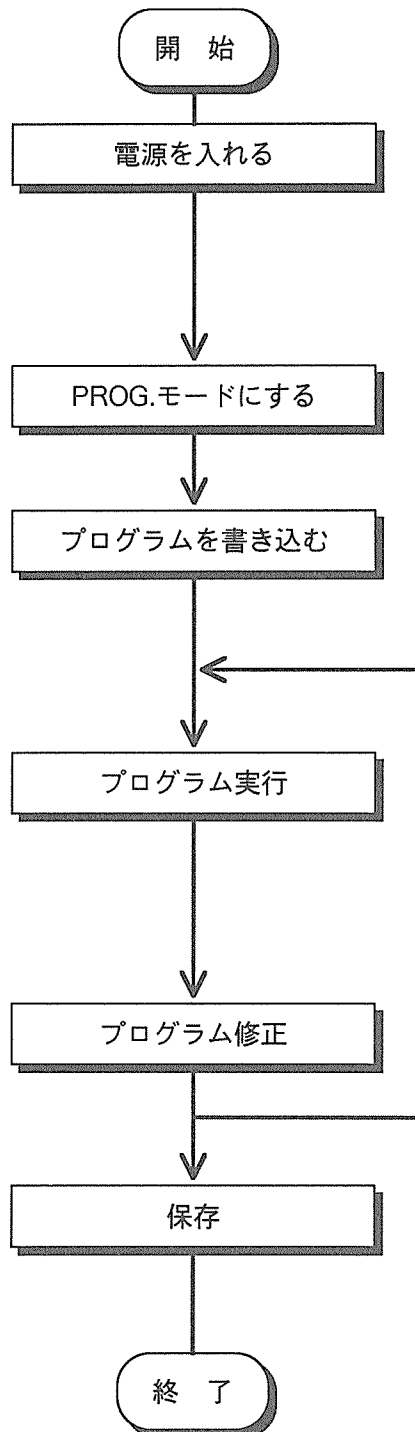 開 始
電源を入れる
PROG.モードにする
プログラムを書き込む
プログラム実行
プログラム修正
保存
終 了